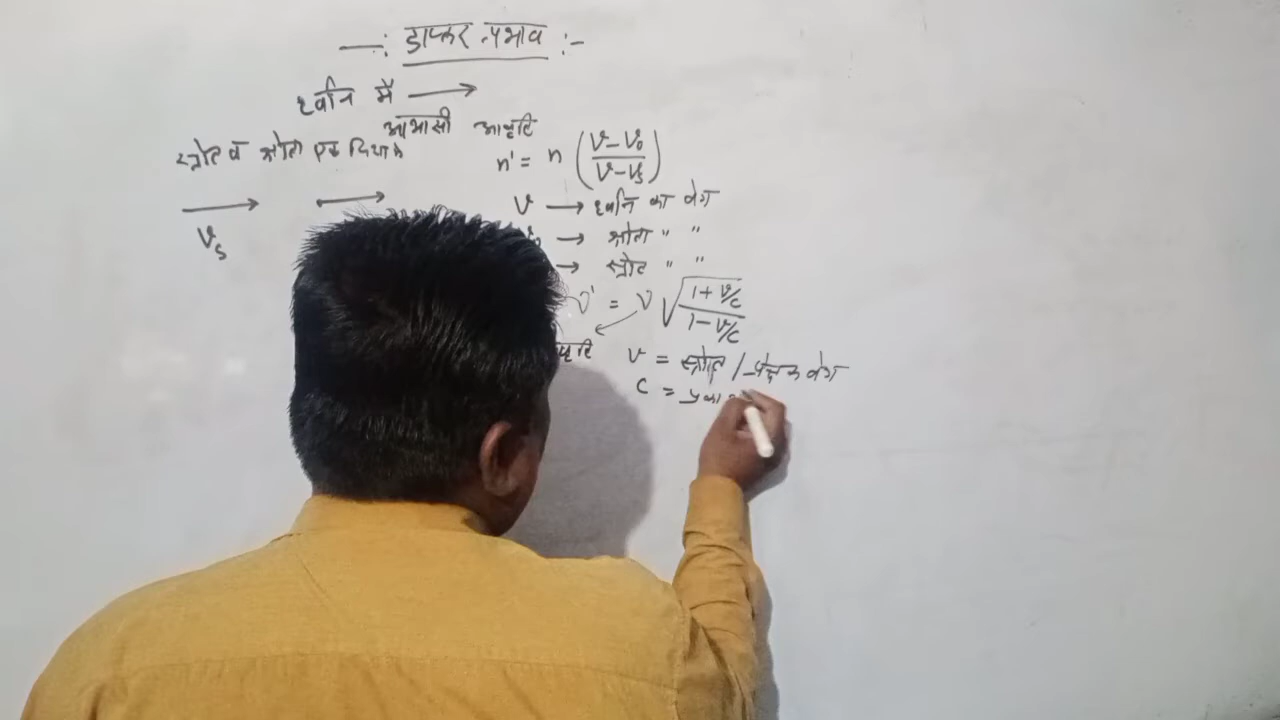 —: डाप्लर प्रभाव :-
ध्वनि में →
आभासी आवृत्ति
स्त्रोत व श्रोता एक दिशा में
n' = n ( v - v₀ / v - vₛ )
v → ध्वनि का वेग
vₛ
→ श्रोता " "
→ स्त्रोत " "
ν' = ν √( 1 + v/c / 1 - v/c )
v = स्त्रोत / प्रेक्षक वेग
c = प्रका